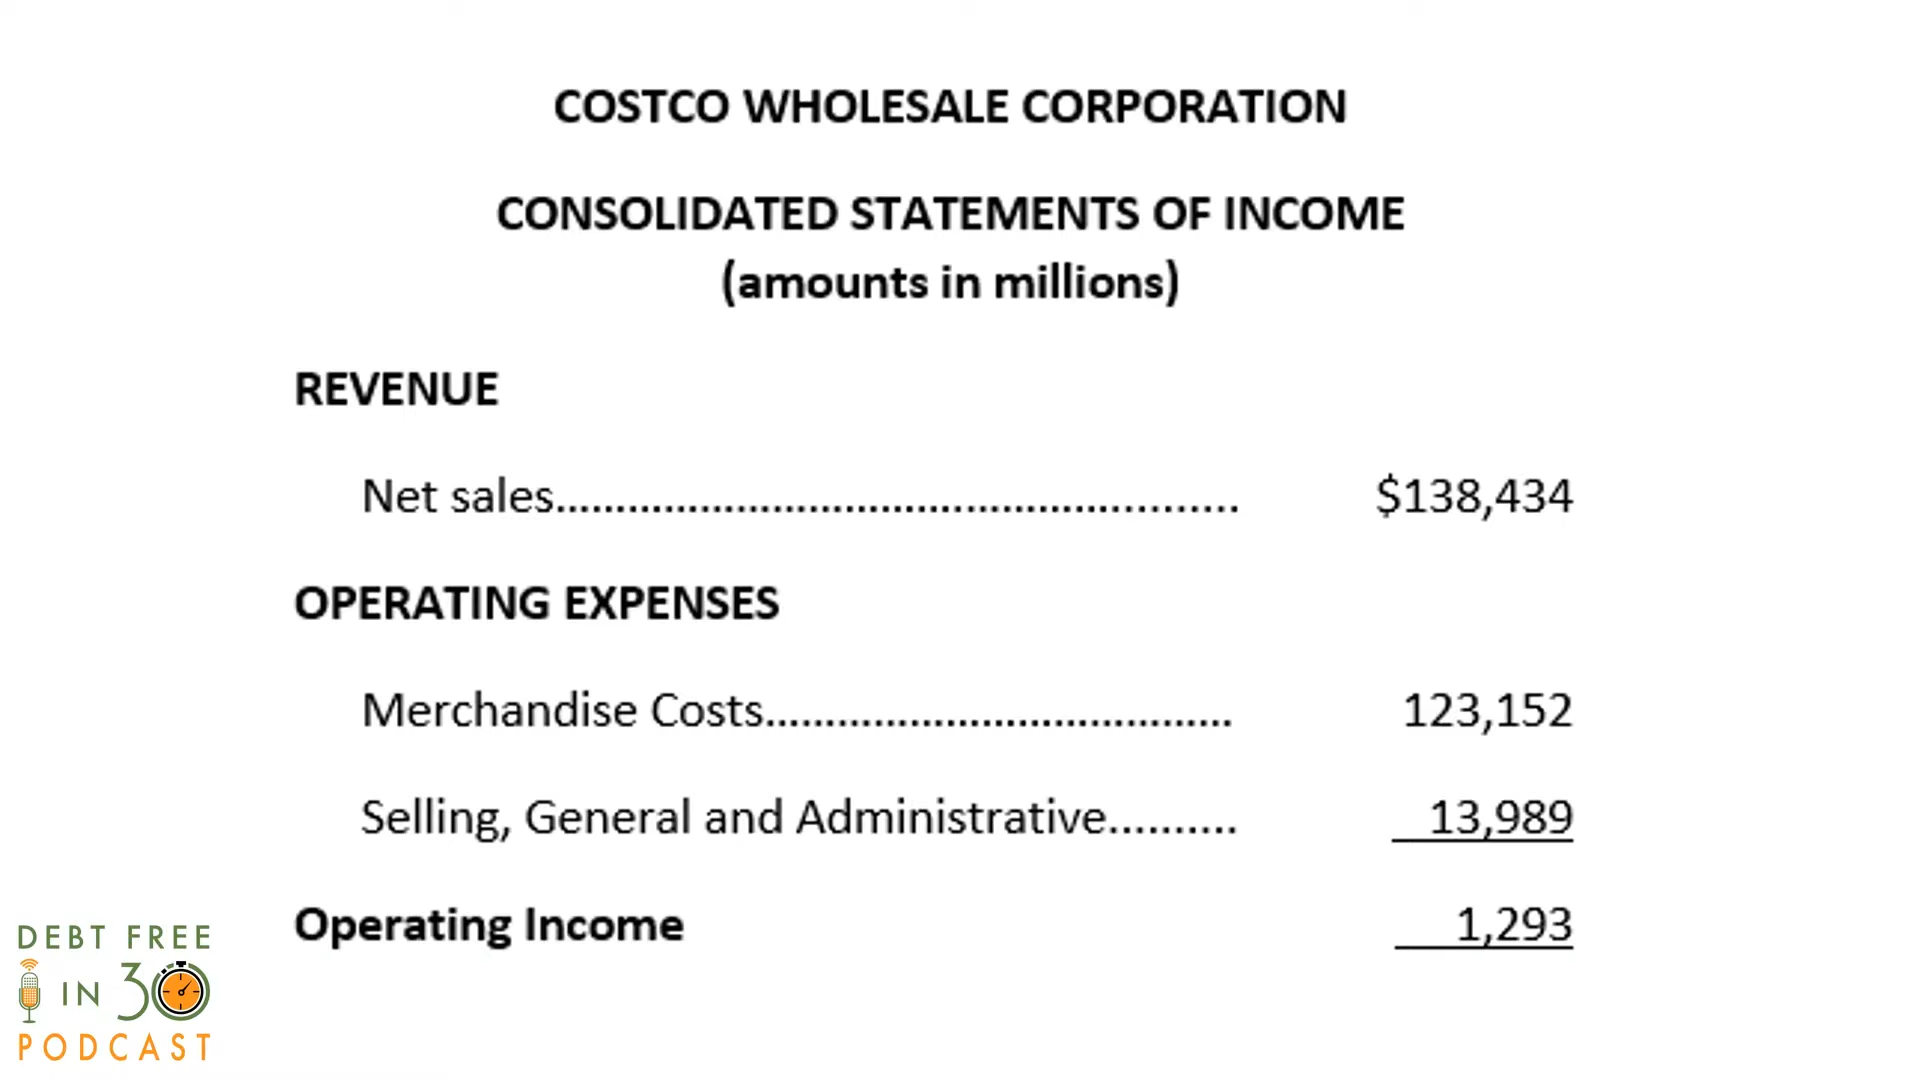 COSTCO WHOLESALE CORPORATION
CONSOLIDATED STATEMENTS OF INCOME
(amounts in millions)
REVENUE
Net sales......................................................... $138,434
OPERATING EXPENSES
Merchandise Costs....................................... 123,152
Selling, General and Administrative........... 13,989
Operating Income 1,293
DEBT FREE
IN 30
PODCAST